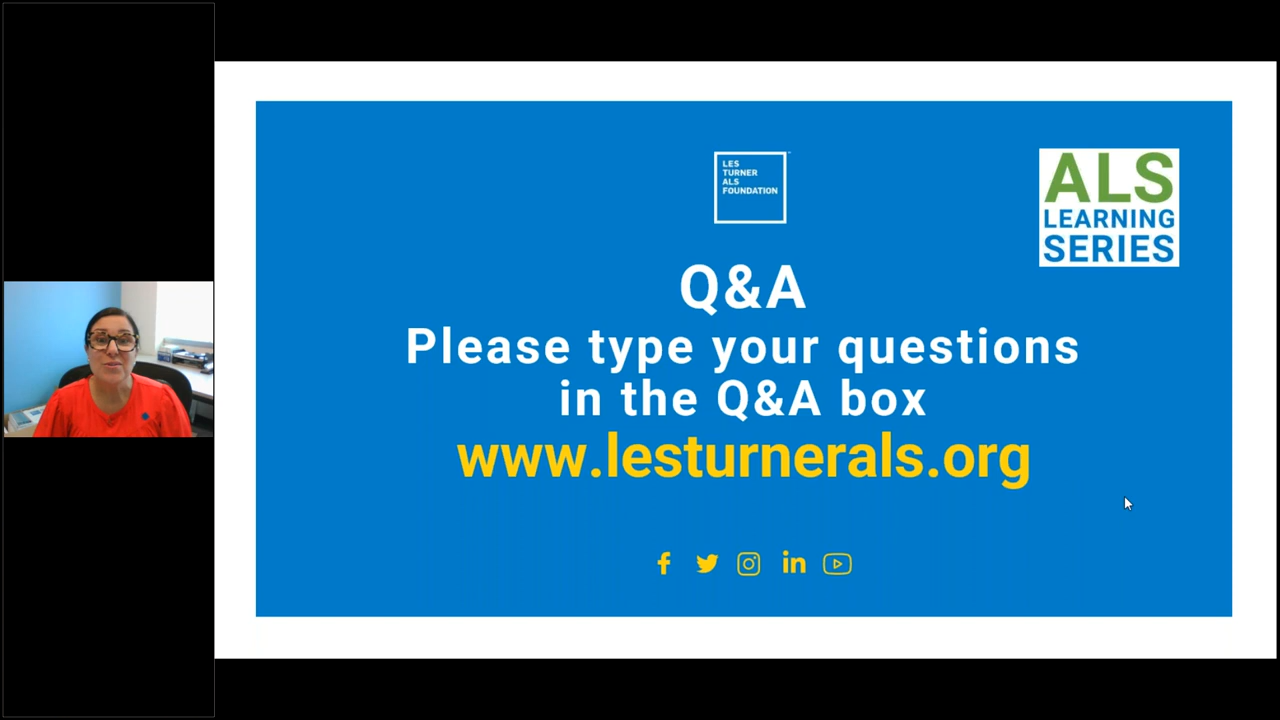 LES
TURNER
ALS
FOUNDATION
ALS
LEARNING
SERIES
Q&A
Please type your questions
in the Q&A box
www.lesturnerals.org